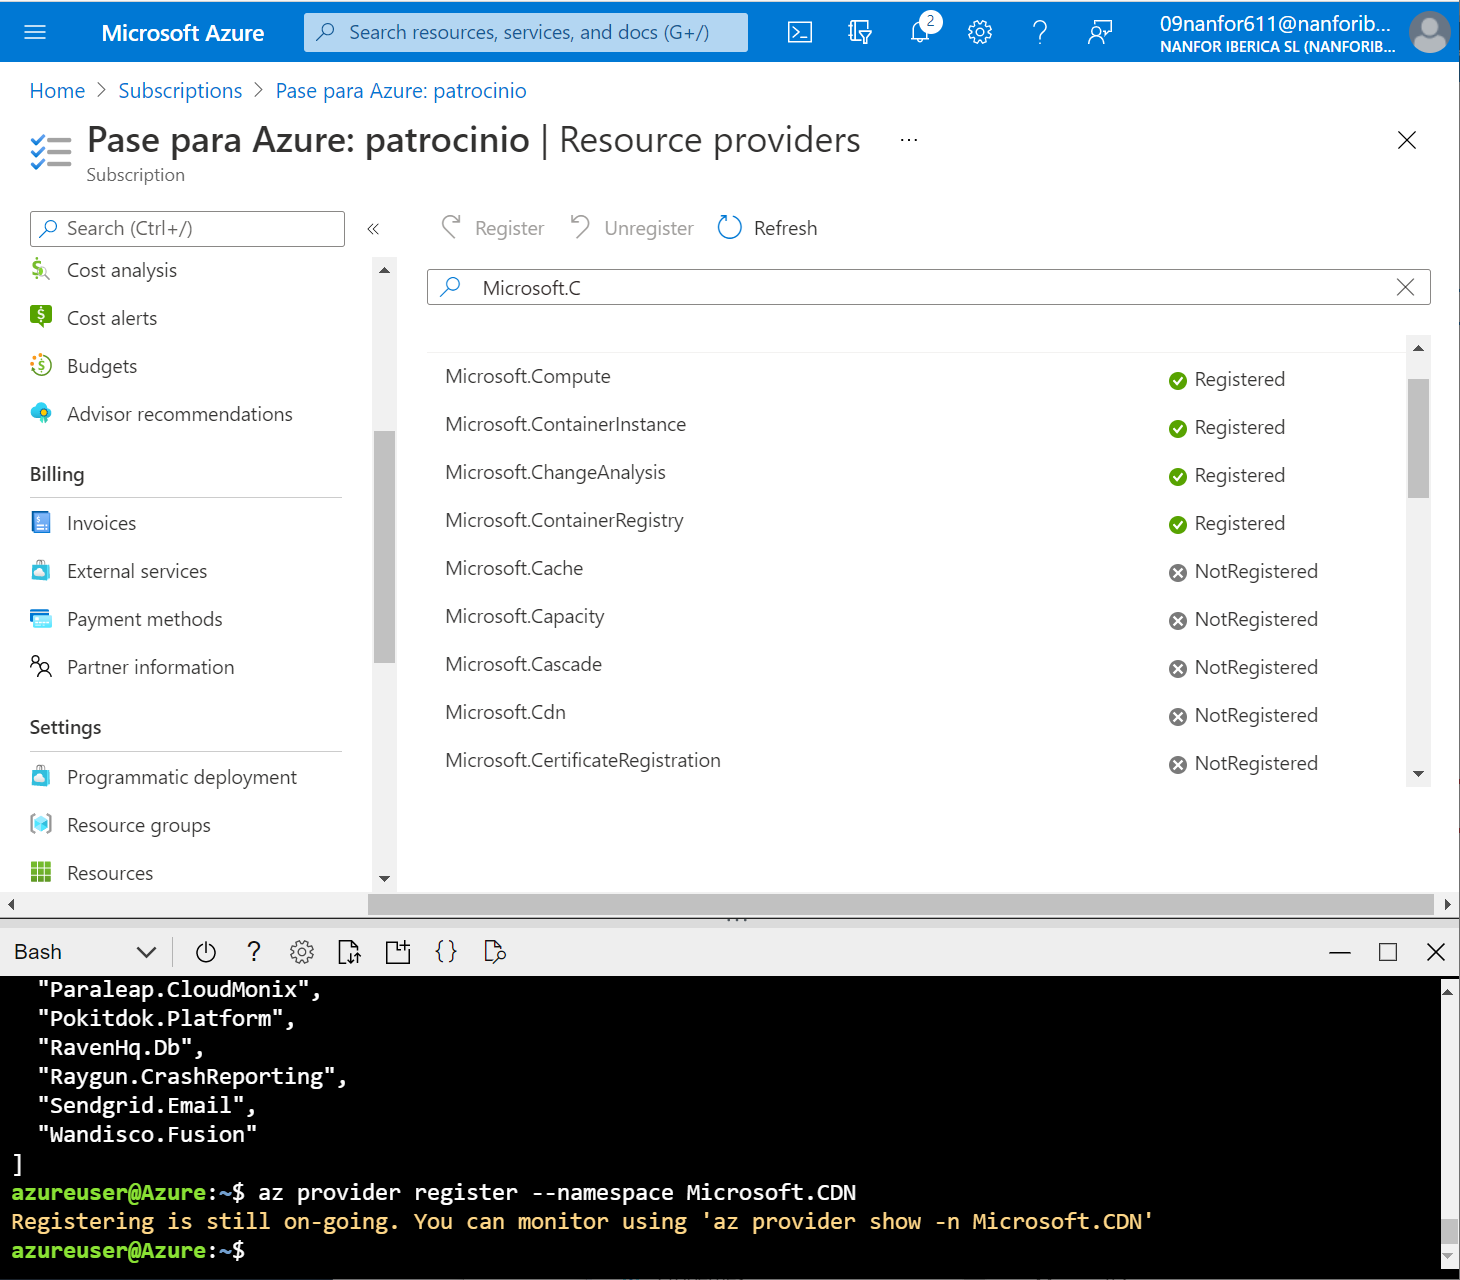 Microsoft Azure
Search resources, services, and docs (G+/)
2
09nanfor611@nanforib...
NANFOR IBERICA SL (NANFORIB...
Home > Subscriptions > Pase para Azure: patrocinio
Pase para Azure: patrocinio | Resource providers ...
Subscription
Search (Ctrl+/)
«
Cost analysis
Cost alerts
Budgets
Advisor recommendations
Billing
Invoices
External services
Payment methods
Partner information
Settings
Programmatic deployment
Resource groups
Resources
Register
Unregister
Refresh
Microsoft.C
Microsoft.Compute Registered
Microsoft.ContainerInstance Registered
Microsoft.ChangeAnalysis Registered
Microsoft.ContainerRegistry Registered
Microsoft.Cache NotRegistered
Microsoft.Capacity NotRegistered
Microsoft.Cascade NotRegistered
Microsoft.Cdn NotRegistered
Microsoft.CertificateRegistration NotRegistered
Bash
"Paraleap.CloudMonix",
"Pokitdok.Platform",
"RavenHq.Db",
"Raygun.CrashReporting",
"Sendgrid.Email",
"Wandisco.Fusion"
]
azureuser@Azure:~$ az provider register --namespace Microsoft.CDN
Registering is still on-going. You can monitor using 'az provider show -n Microsoft.CDN'
azureuser@Azure:~$